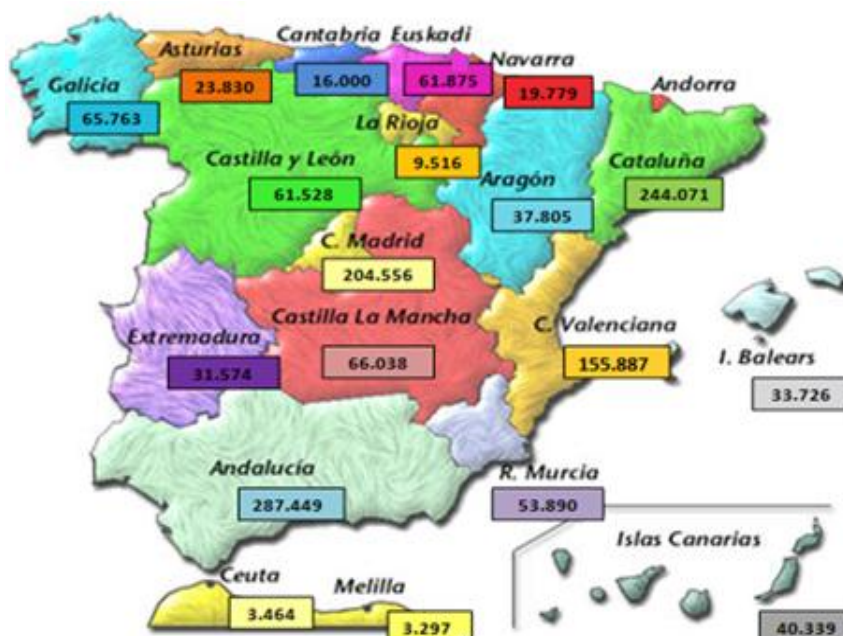 Cantabria Euskadi
Asturias
Navarra
23.830
16.000
61.875
19.779
Galicia
65.763
Andorra
La Rioja
9.516
Castilla y León
61.528
Aragón
37.805
Cataluña
244.071
C. Madrid
204.556
Castilla La Mancha
66.038
Extremadura
31.574
C. Valenciana
155.887
I. Balears
33.726
Andalucía
287.449
R. Murcia
53.890
Islas Canarias
40.339
Ceuta
3.464
Melilla
3.297